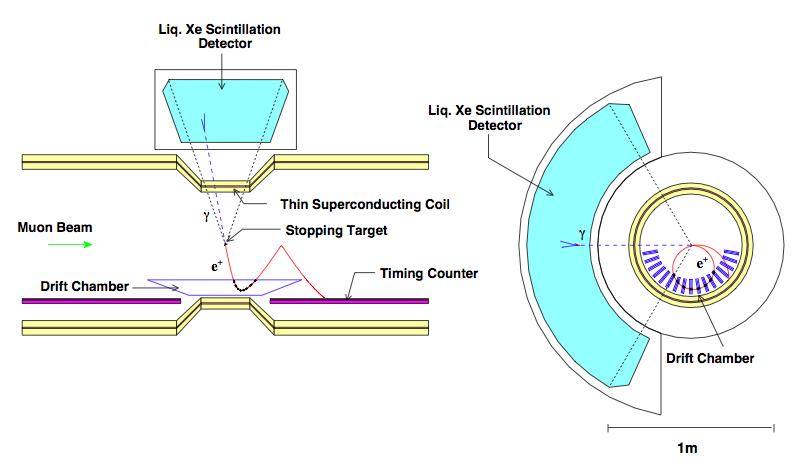 Liq. Xe Scintillation
Detector
Muon Beam
γ
Thin Superconducting Coil
Stopping Target
e+
Drift Chamber
Timing Counter
Liq. Xe Scintillation
Detector
γ
e+
Drift Chamber
1m